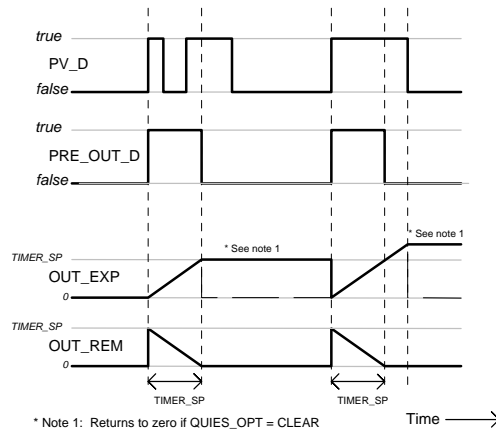 true
PV_D
false
true
PRE_OUT_D
false
* See note 1
* See note 1
TIMER_SP
OUT_EXP
0
TIMER_SP
OUT_REM
0
TIMER_SP
TIMER_SP
* Note 1: Returns to zero if QUIES_OPT = CLEAR
Time